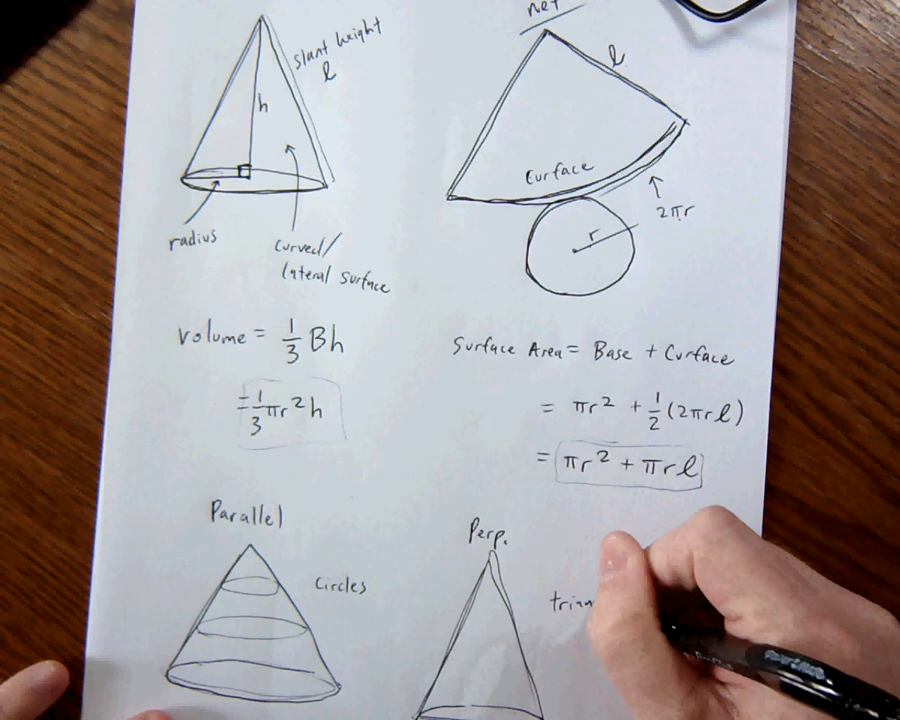 net
slant height
l
h
l
Curface
2πr
r
radius
curved/
lateral surface
Volume = 1/3 Bh
= 1/3 πr²h
Surface Area = Base + Curface
= πr² + 1/2 (2πrl)
= πr² + πrl
Parallel
Circles
Perp.
trian